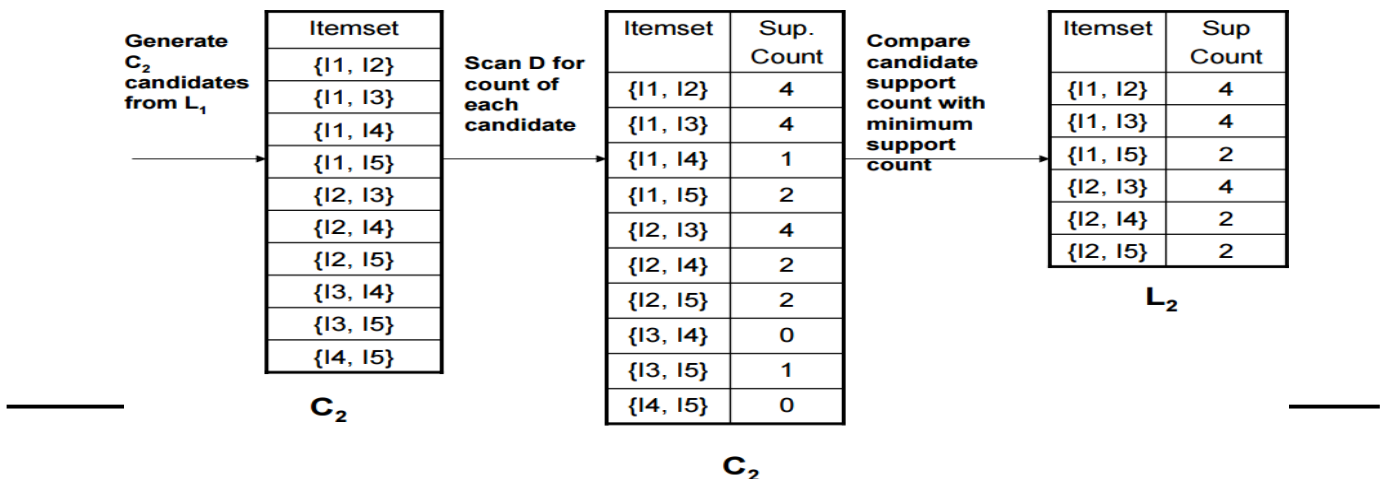 Generate
C₂
candidates
from L₁
Itemset
{I1, I2}
{I1, I3}
{I1, I4}
{I1, I5}
{I2, I3}
{I2, I4}
{I2, I5}
{I3, I4}
{I3, I5}
{I4, I5}
C₂
Scan D for
count of
each
candidate
Itemset Sup.
Count
{I1, I2} 4
{I1, I3} 4
{I1, I4} 1
{I1, I5} 2
{I2, I3} 4
{I2, I4} 2
{I2, I5} 2
{I3, I4} 0
{I3, I5} 1
{I4, I5} 0
C₂
Compare
candidate
support
count with
minimum
support
count
Itemset Sup
Count
{I1, I2} 4
{I1, I3} 4
{I1, I5} 2
{I2, I3} 4
{I2, I4} 2
{I2, I5} 2
L₂